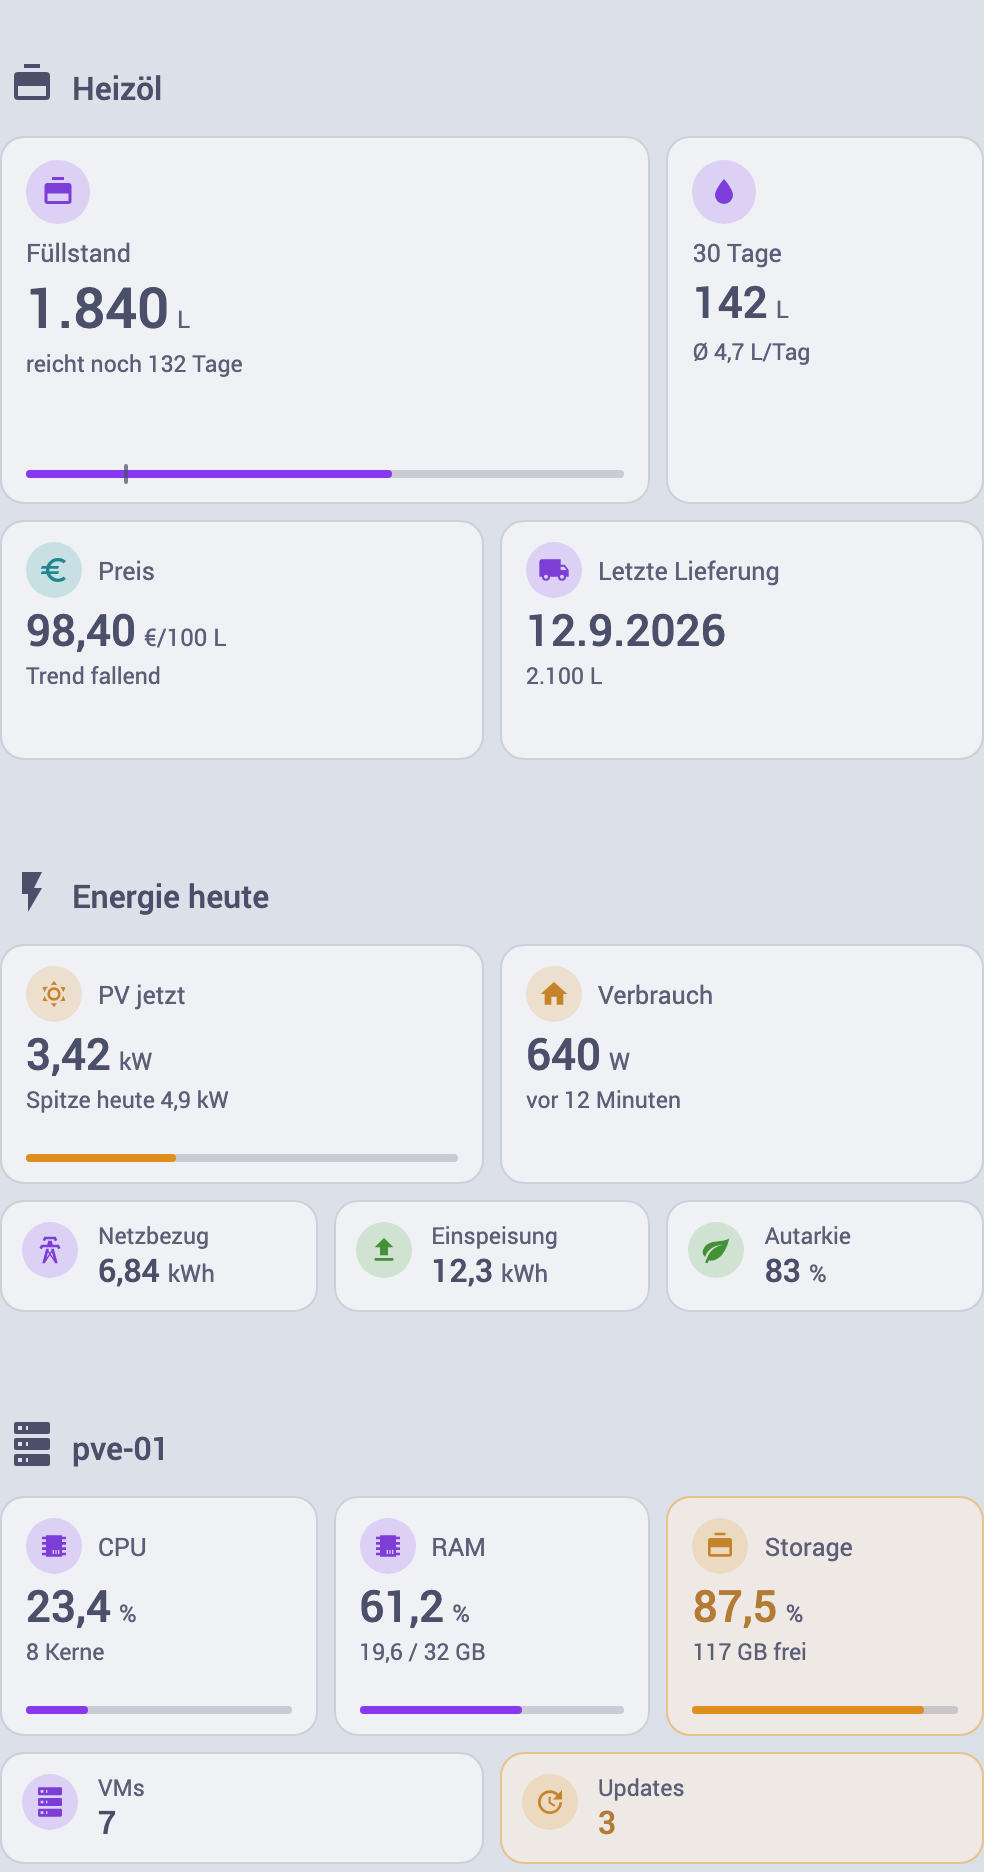 Heizöl
Füllstand
1.840 L
reicht noch 132 Tage
30 Tage
142 L
Ø 4,7 L/Tag
Preis
98,40 €/100 L
Trend fallend
Letzte Lieferung
12.9.2026
2.100 L
Energie heute
PV jetzt
3,42 kW
Spitze heute 4,9 kW
Verbrauch
640 W
vor 12 Minuten
Netzbezug
6,84 kWh
Einspeisung
12,3 kWh
Autarkie
83 %
pve-01
CPU
23,4 %
8 Kerne
RAM
61,2 %
19,6 / 32 GB
Storage
87,5 %
117 GB frei
VMs
7
Updates
3